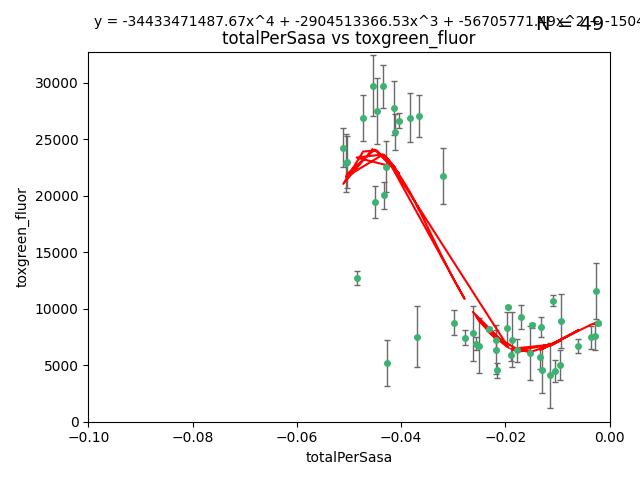 y = -34433471487.67x^4 + -2904513366.53x^3 + -56705771.49x^2 + -1504
N = 49
totalPerSasa vs toxgreen_fluor
30000
25000
20000
15000
10000
5000
0
toxgreen_fluor
−0.10 −0.08 −0.06 −0.04 −0.02 0.00
totalPerSasa